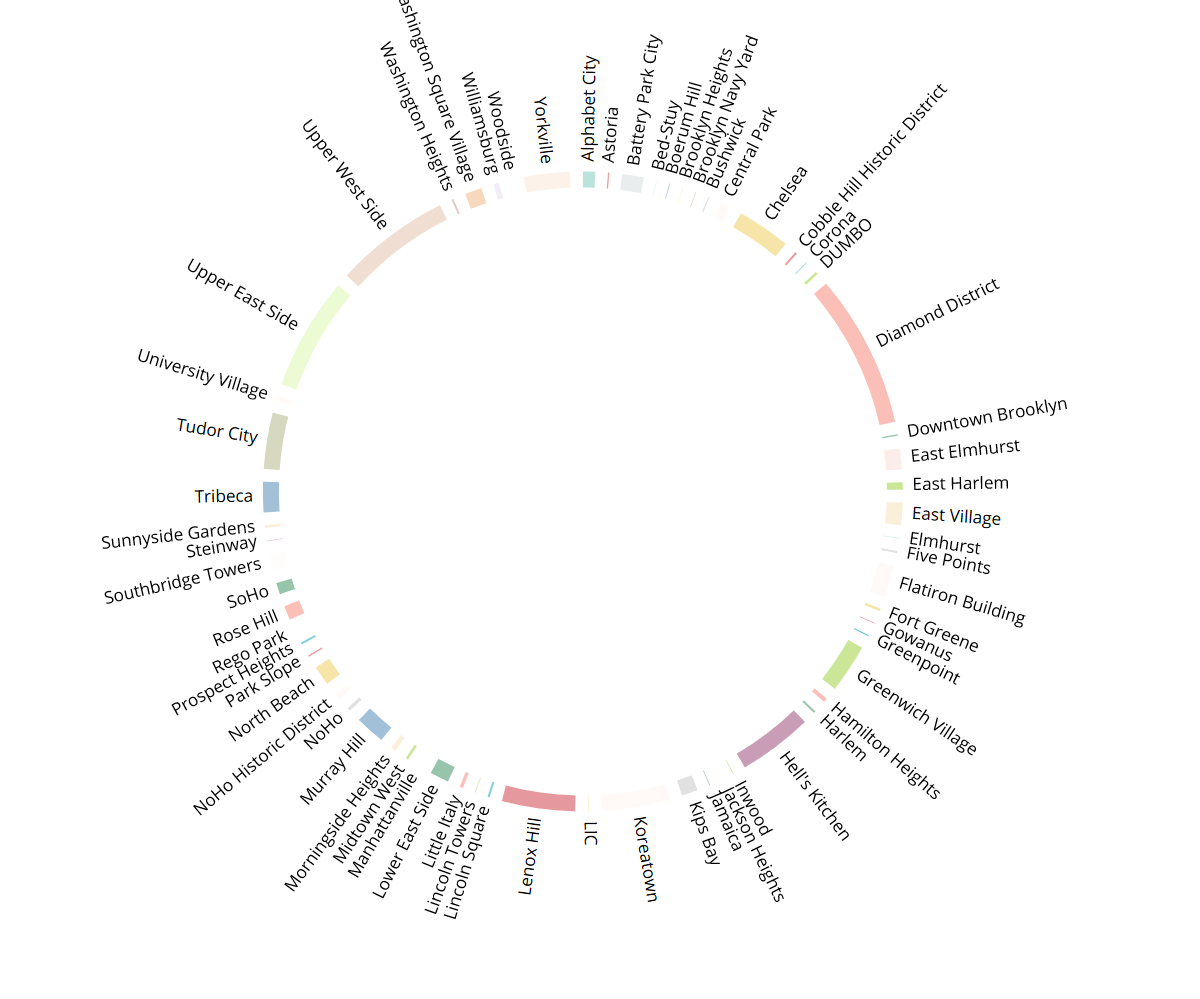 Alphabet City
Astoria
Battery Park City
Bed-Stuy
Boerum Hill
Brooklyn Heights
Brooklyn Navy Yard
Bushwick
Central Park
Chelsea
Cobble Hill Historic District
Corona
DUMBO
Diamond District
Downtown Brooklyn
East Elmhurst
East Harlem
East Village
Elmhurst
Five Points
Flatiron Building
Fort Greene
Gowanus
Greenpoint
Greenwich Village
Hamilton Heights
Harlem
Hell's Kitchen
Inwood
Jackson Heights
Jamaica
Kips Bay
Koreatown
LIC
Lenox Hill
Lincoln Square
Lincoln Towers
Little Italy
Lower East Side
Manhattanville
Midtown West
Morningside Heights
Murray Hill
NoHo
NoHo Historic District
North Beach
Park Slope
Prospect Heights
Rego Park
Rose Hill
SoHo
Southbridge Towers
Steinway
Sunnyside Gardens
Tribeca
Tudor City
University Village
Upper East Side
Upper West Side
Washington Heights
ashington Square Village
Williamsburg
Woodside
Yorkville